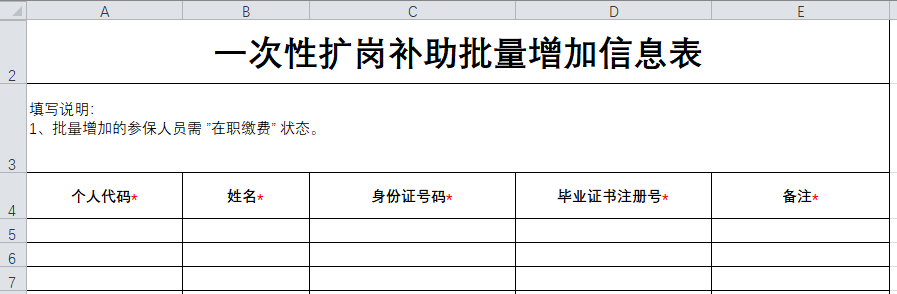 A B C D E
2 一次性扩岗补助批量增加信息表
填写说明:
1、批量增加的参保人员需 "在职缴费" 状态。
3
4 个人代码* 姓名* 身份证号码* 毕业证书注册号* 备注*
5
6
7